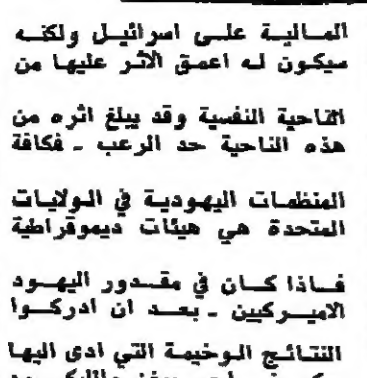 المالية على اسرائيل ولكنه
سيكون له اعمق الاثر عليها من
الناحية النفسية وقد يبلغ اثره من
هذه الناحية حد الرعب ـ فكافة
المنظمات اليهودية في الولايات
المتحدة هي هيئات ديموقراطية
فاذا كان في مقدور اليهود
الاميركيين ـ بعد ان ادركوا
النتائج الوخيمة التي ادى اليها